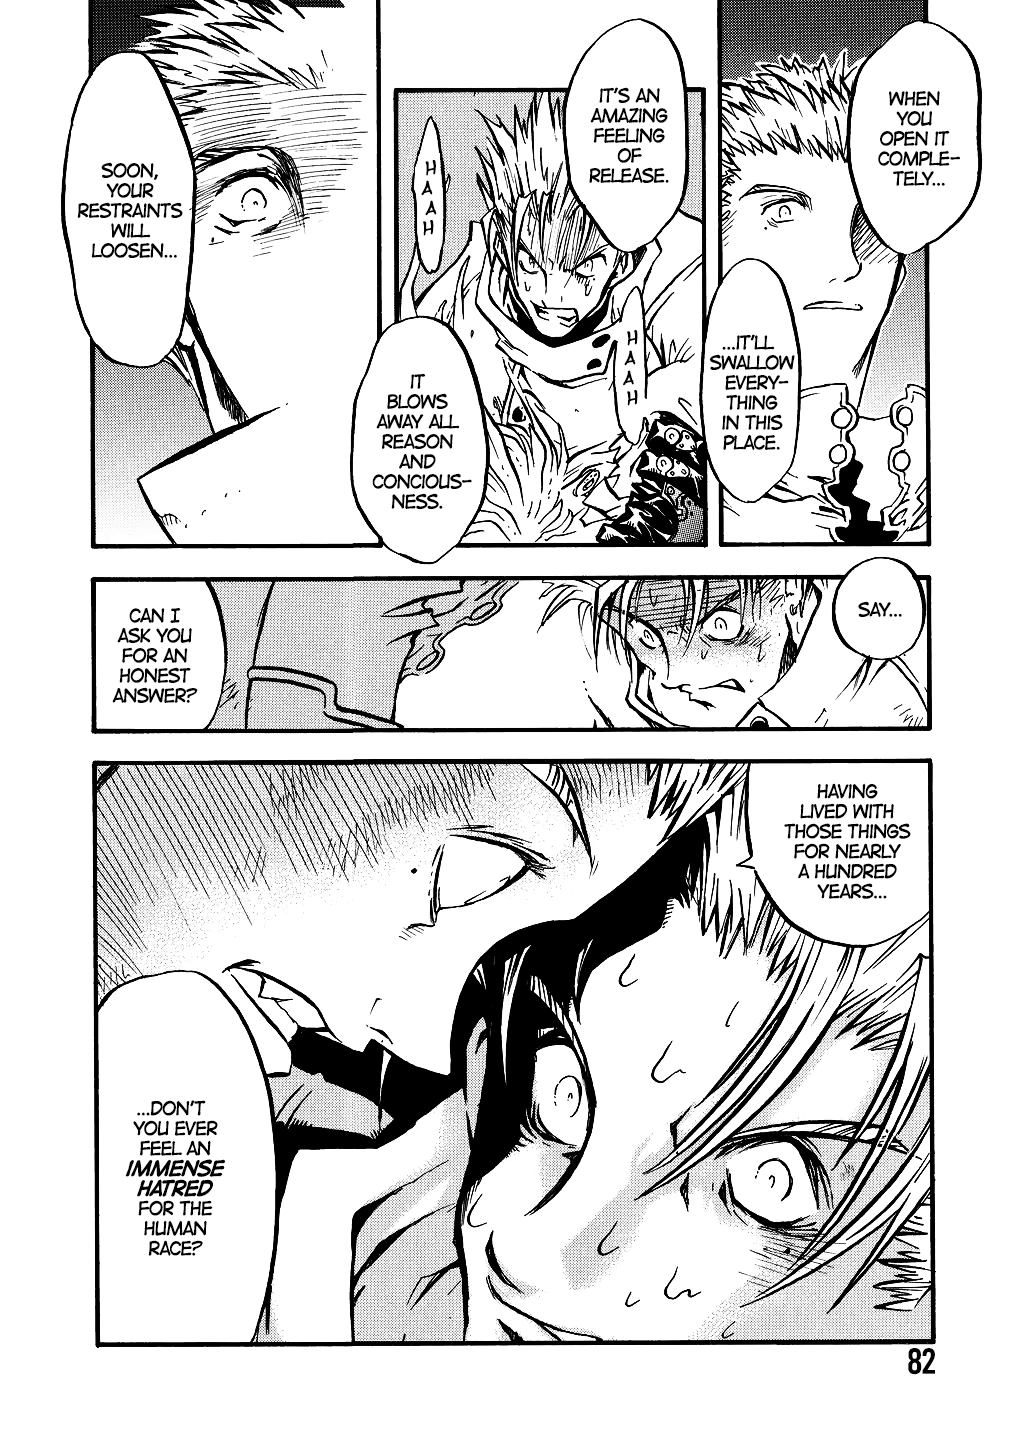 WHEN
YOU
OPEN IT
COMPLE-
TELY...
...IT'LL
SWALLOW
EVERY-
THING
IN THIS
PLACE.
IT'S AN
AMAZING
FEELING
OF
RELEASE.
HAAH
HAAH
IT
BLOWS
AWAY ALL
REASON
AND
CONCIOUS-
NESS.
SOON,
YOUR
RESTRAINTS
WILL
LOOSEN...
SAY...
CAN I
ASK YOU
FOR AN
HONEST
ANSWER?
HAVING
LIVED WITH
THOSE THINGS
FOR NEARLY
A HUNDRED
YEARS...
...DON'T
YOU EVER
FEEL AN
IMMENSE
HATRED
FOR THE
HUMAN
RACE?
82